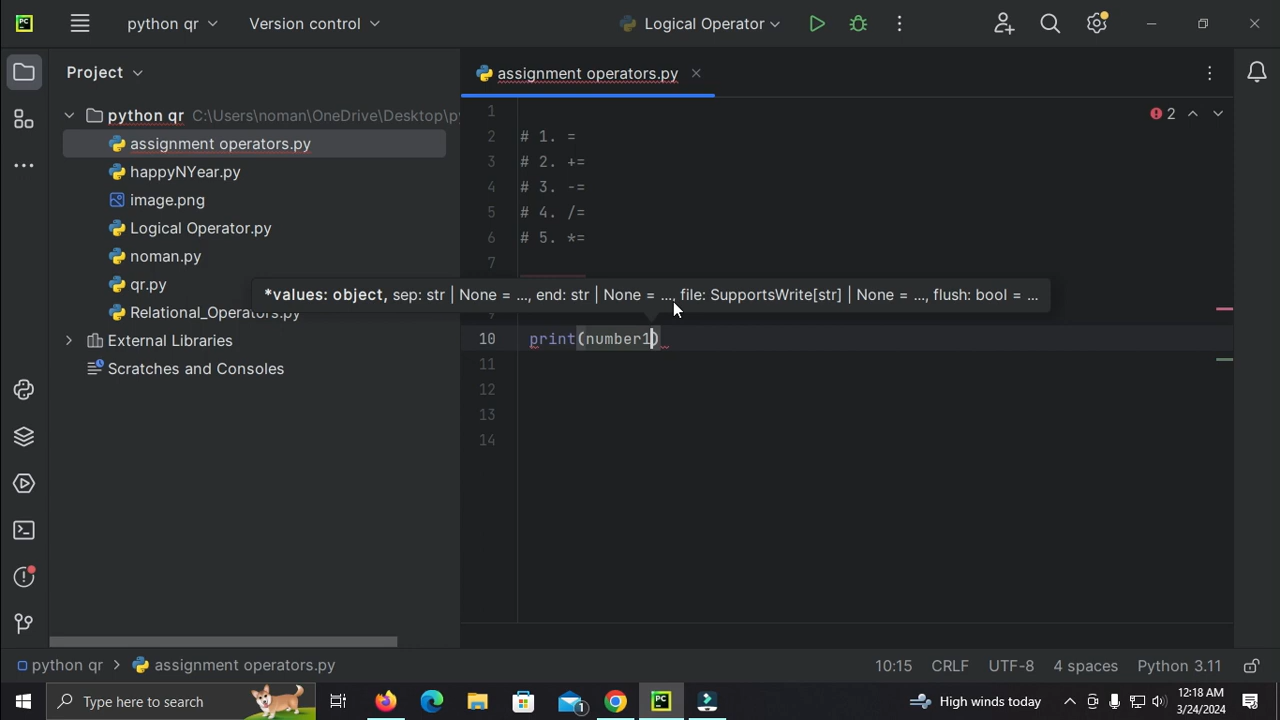 python qr
Version control
Logical Operator
Project
assignment operators.py
python qr C:\Users\noman\OneDrive\Desktop\py
assignment operators.py
happyNYear.py
image.png
Logical Operator.py
noman.py
qr.py
Relational_Operators.py
External Libraries
Scratches and Consoles
2
1
2 # 1. =
3 # 2. +=
4 # 3. -=
5 # 4. /=
6 # 5. *=
7
*values: object, sep: str | None = ..., end: str | None = ..., file: SupportsWrite[str] | None = ..., flush: bool = ...
9
10 print(number1)
11
12
13
14
python qr > assignment operators.py
10:15 CRLF UTF-8 4 spaces Python 3.11
Type here to search
1
High winds today
12:18 AM
3/24/2024